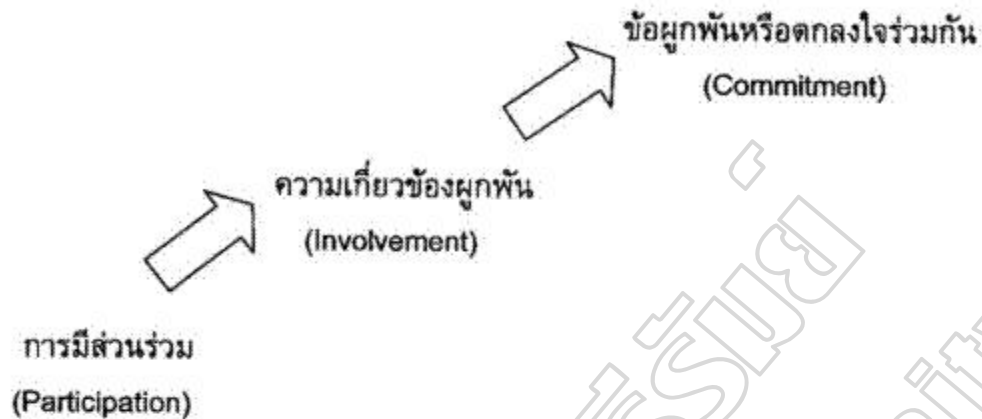 ข้อผูกพันหรือตกลงใจร่วมกัน
(Commitment)
ความเกี่ยวข้องผูกพัน
(Involvement)
การมีส่วนร่วม
(Participation)